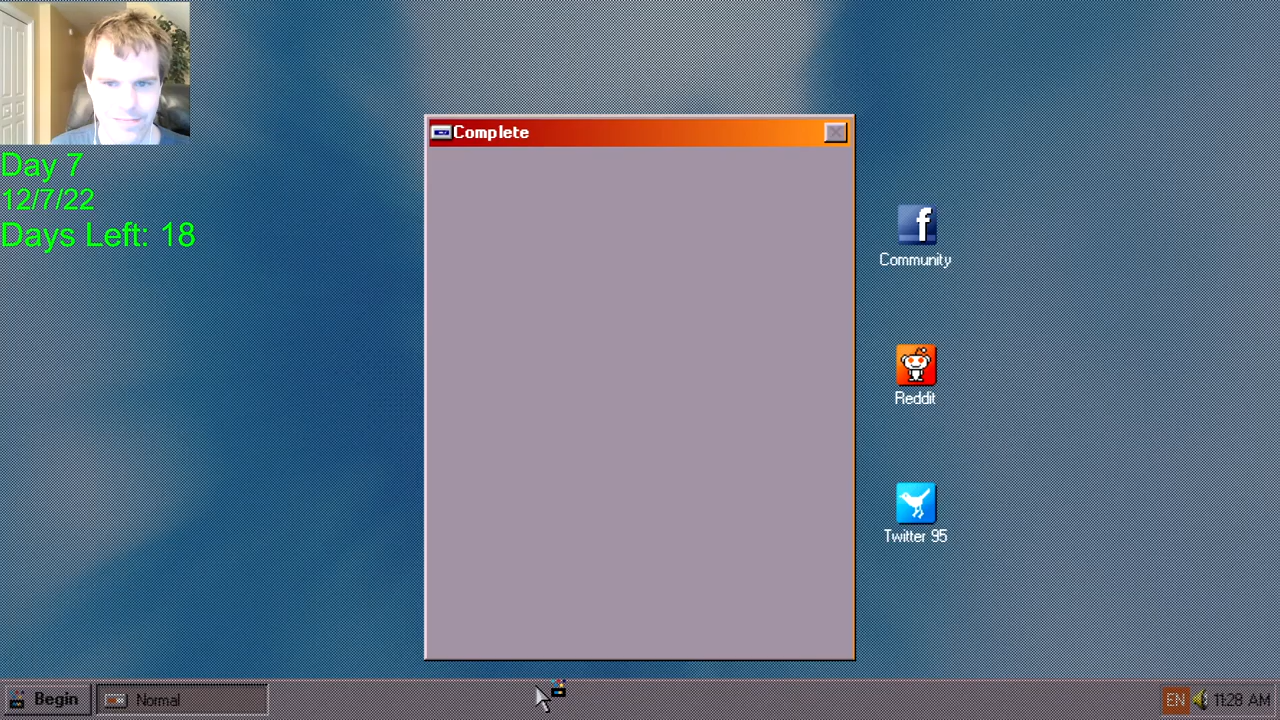 Day 7
12/7/22
Days Left: 18
Complete
Community
Reddit
Twitter 95
Begin
Normal
EN
11:28 AM